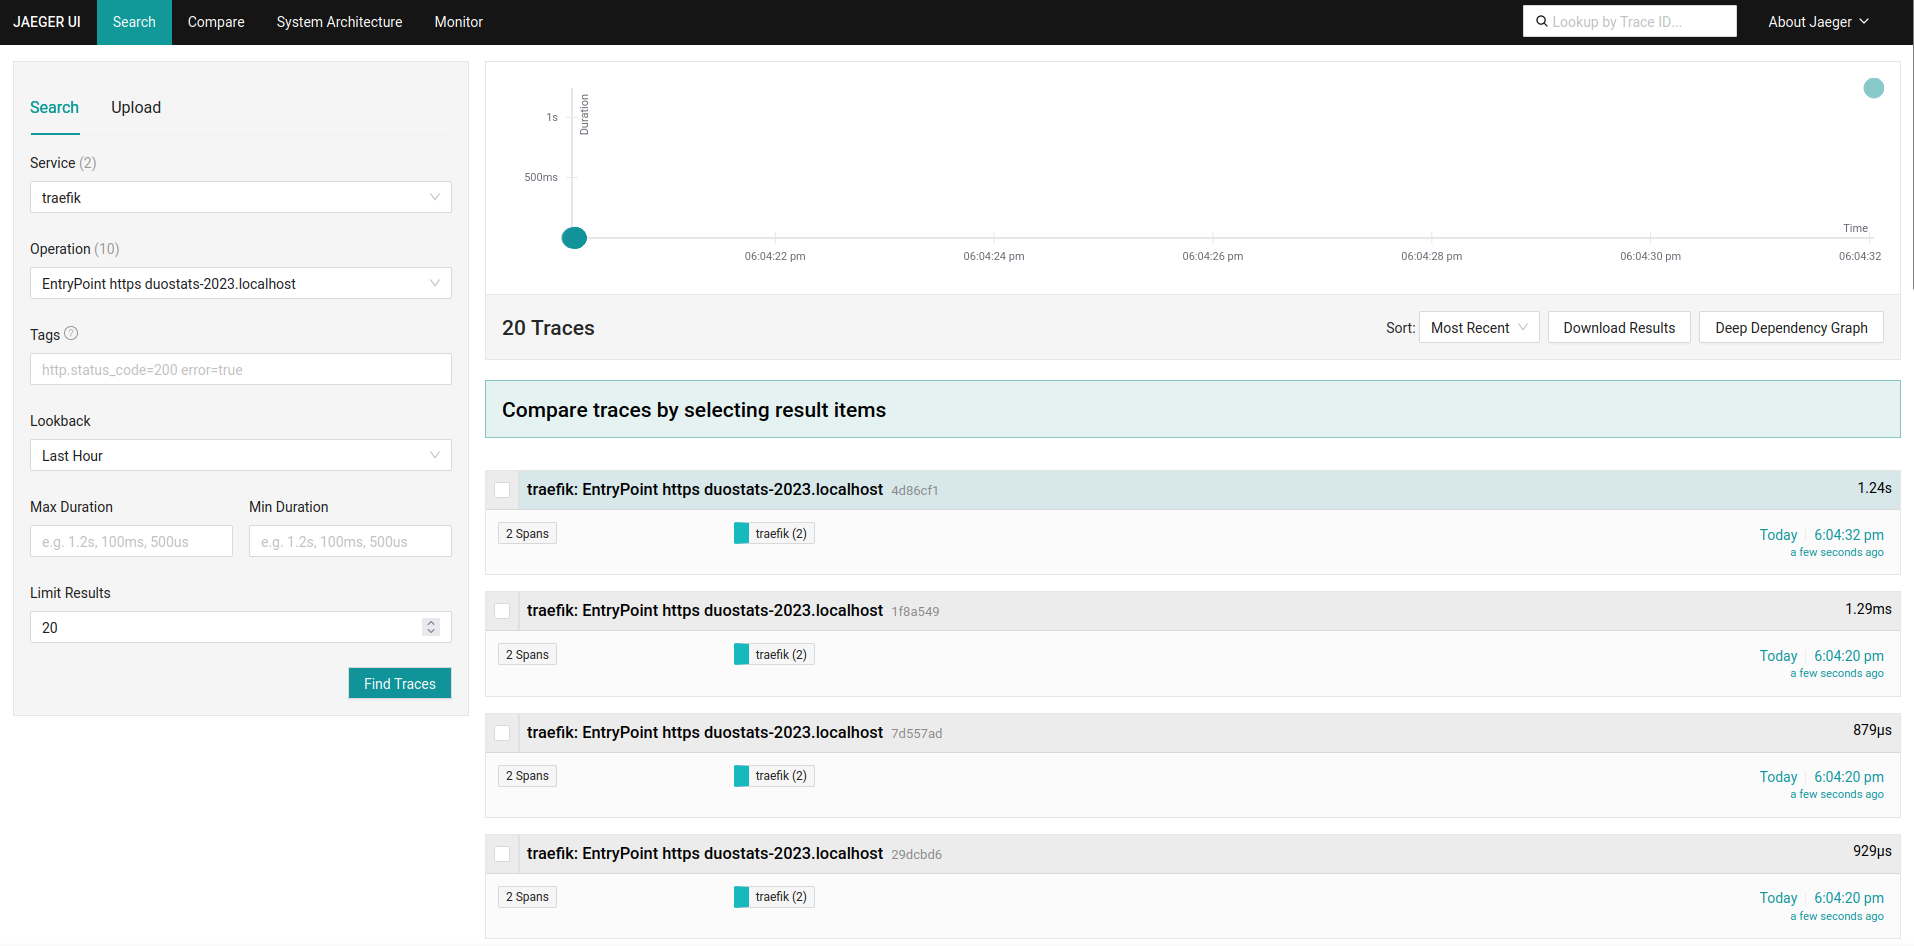 JAEGER UI Search Compare System Architecture Monitor Lookup by Trace ID... About Jaeger
Search Upload
Service (2)
traefik
Operation (10)
EntryPoint https duostats-2023.localhost
Tags ?
http.status_code=200 error=true
Lookback
Last Hour
Max Duration Min Duration
e.g. 1.2s, 100ms, 500us e.g. 1.2s, 100ms, 500us
Limit Results
20
Find Traces
Duration
1s
500ms
Time
06:04:22 pm 06:04:24 pm 06:04:26 pm 06:04:28 pm 06:04:30 pm 06:04:32
20 Traces Sort: Most Recent Download Results Deep Dependency Graph
Compare traces by selecting result items
traefik: EntryPoint https duostats-2023.localhost 4d86cf1 1.24s
2 Spans traefik (2) Today 6:04:32 pm
a few seconds ago
traefik: EntryPoint https duostats-2023.localhost 1f8a549 1.29ms
2 Spans traefik (2) Today 6:04:20 pm
a few seconds ago
traefik: EntryPoint https duostats-2023.localhost 7d557ad 879μs
2 Spans traefik (2) Today 6:04:20 pm
a few seconds ago
traefik: EntryPoint https duostats-2023.localhost 29dcbd6 929μs
2 Spans traefik (2) Today 6:04:20 pm
a few seconds ago